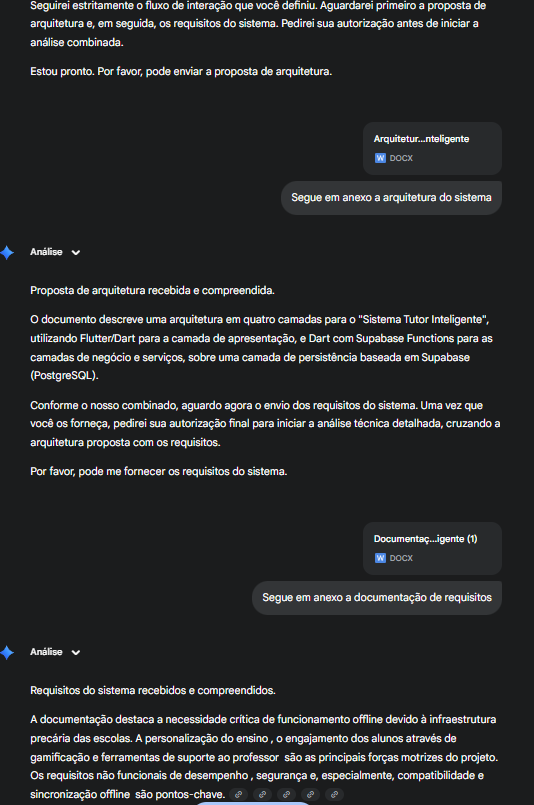 Seguirei estritamente o fluxo de interação que você definiu. Aguardarei primeiro a proposta de
arquitetura e, em seguida, os requisitos do sistema. Pedirei sua autorização antes de iniciar a
análise combinada.
Estou pronto. Por favor, pode enviar a proposta de arquitetura.
Arquitetur...nteligente
W DOCX
Segue em anexo a arquitetura do sistema
Análise
Proposta de arquitetura recebida e compreendida.
O documento descreve uma arquitetura em quatro camadas para o "Sistema Tutor Inteligente",
utilizando Flutter/Dart para a camada de apresentação, e Dart com Supabase Functions para as
camadas de negócio e serviços, sobre uma camada de persistência baseada em Supabase
(PostgreSQL).
Conforme o nosso combinado, aguardo agora o envio dos requisitos do sistema. Uma vez que
você os forneça, pedirei sua autorização final para iniciar a análise técnica detalhada, cruzando a
arquitetura proposta com os requisitos.
Por favor, pode me fornecer os requisitos do sistema.
Documentaç...igente (1)
W DOCX
Segue em anexo a documentação de requisitos
Análise
Requisitos do sistema recebidos e compreendidos.
A documentação destaca a necessidade crítica de funcionamento offline devido à infraestrutura
precária das escolas. A personalização do ensino , o engajamento dos alunos através de
gamificação e ferramentas de suporte ao professor  são as principais forças motrizes do projeto.
Os requisitos não funcionais de desempenho , segurança e, especialmente, compatibilidade e
sincronização offline  são pontos-chave.